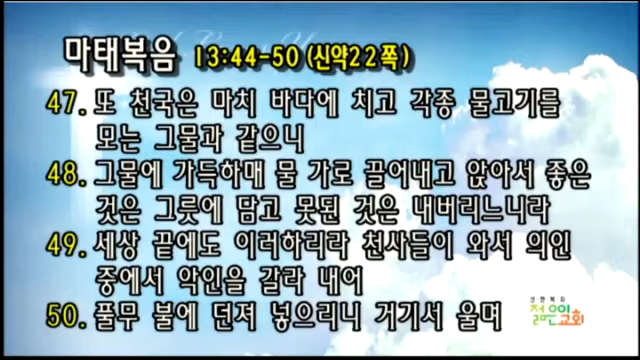 마태복음 13:44-50 (신약22쪽)
47. 또 천국은 마치 바다에 치고 각종 물고기를
모는 그물과 같으니
48. 그물에 가득하매 물 가로 끌어내고 앉아서 좋은
것은 그릇에 담고 못된 것은 내버리느니라
49. 세상 끝에도 이러하리라 천사들이 와서 의인
중에서 악인을 갈라 내어
50. 풀무 불에 던져 넣으리니 거기서 울며
교회